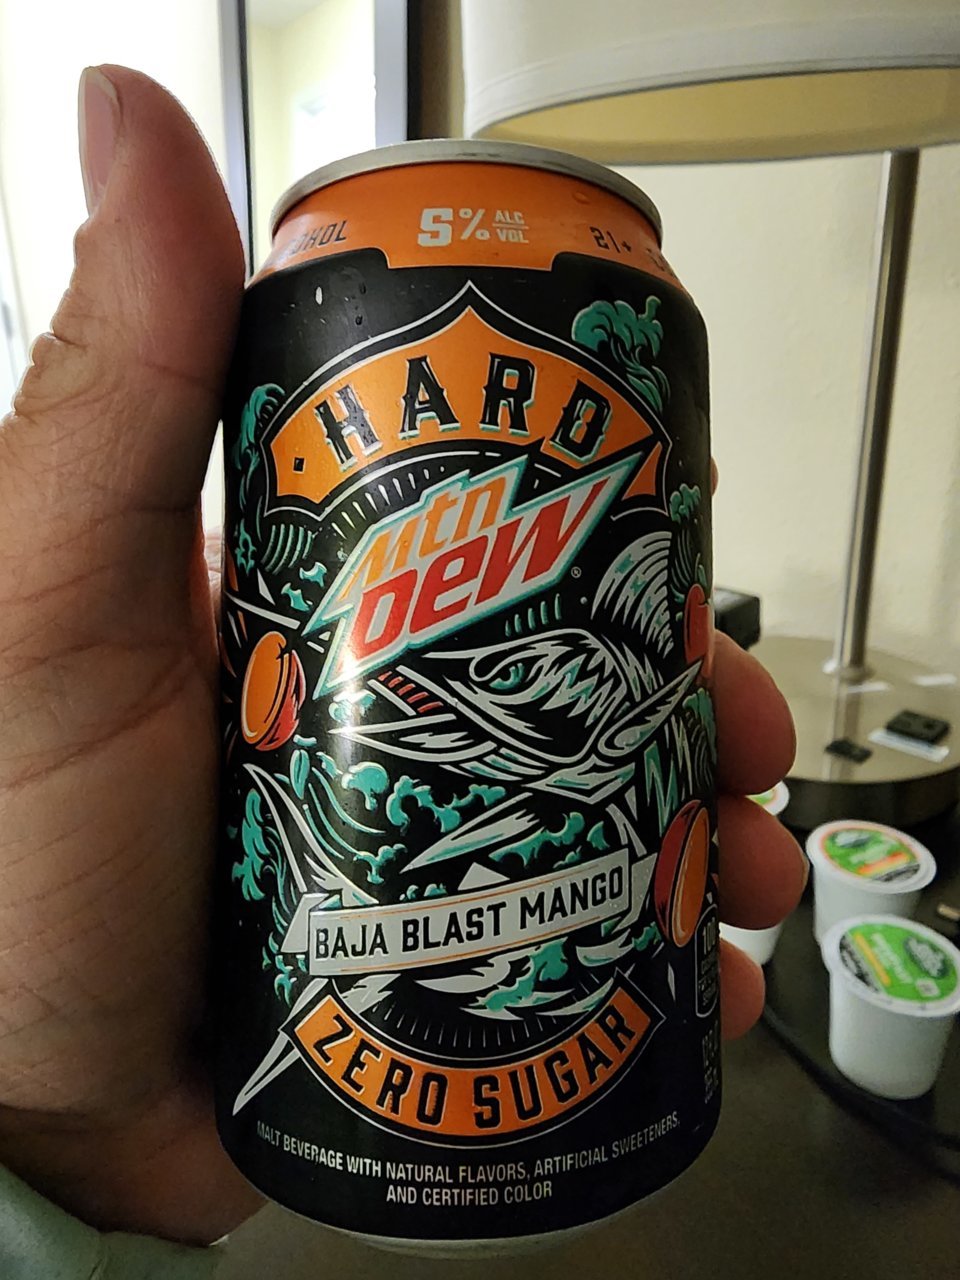 5% ALC
VOL
21+
· HARD
Mtn
DEW®
BAJA BLAST MANGO
ZERO SUGAR
MALT BEVERAGE WITH NATURAL FLAVORS, ARTIFICIAL SWEETENERS,
AND CERTIFIED COLOR